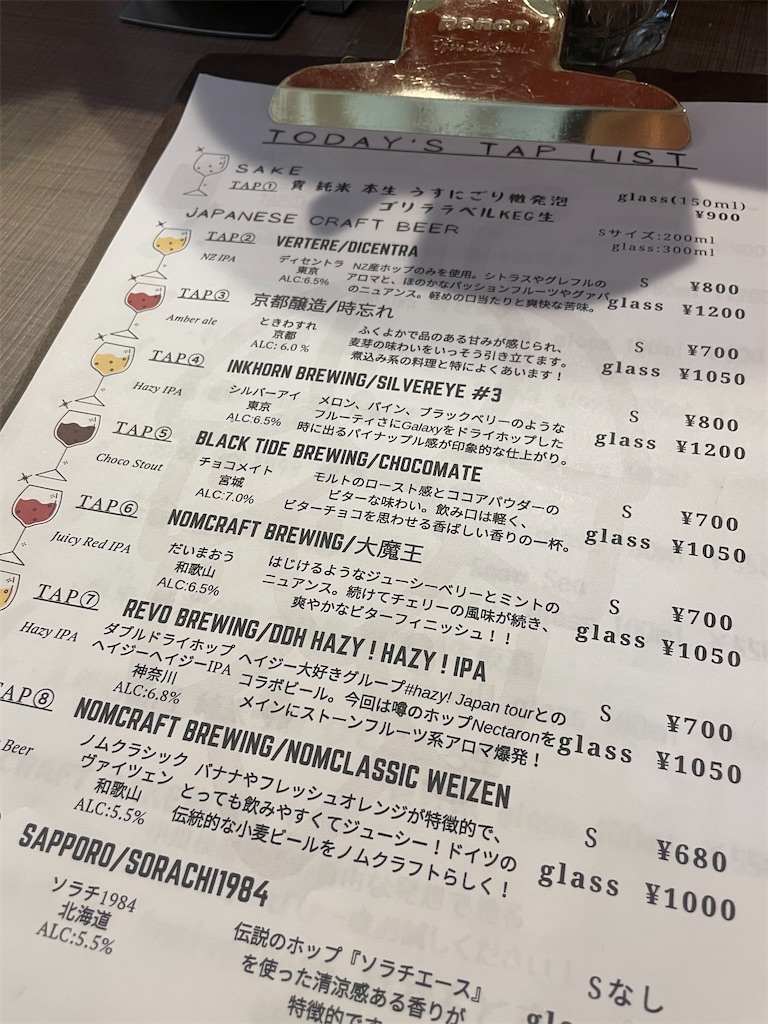 TODAY'S TAP LIST
SAKE
TAP① 貴 純米 本生 うすにごり微発泡 glass(150ml)
ゴリララベルKEG生 ¥900
JAPANESE CRAFT BEER Sサイズ:200ml
glass:300ml
TAP② VERTERE/DICENTRA
NZ IPA ディセントラ NZ産ホップのみを使用。シトラスやグレフルの S ¥800
東京 アロマと、ほのかなパッションフルーツやグアバ
ALC:6.5% のニュアンス。軽めの口当たりと爽快な苦味。 glass ¥1200
TAP③ 京都醸造/時忘れ
Amber ale ときわすれ ふくよかで品のある甘みが感じられ、 S ¥700
京都 麦芽の味わいをいっそう引き立てます。
ALC: 6.0 % 煮込み系の料理と特によくあいます! glass ¥1050
TAP④ INKHORN BREWING/SILVEREYE #3
Hazy IPA シルバーアイ メロン、パイン、ブラックベリーのような S ¥800
東京 フルーティさにGalaxyをドライホップした
ALC:6.5% 時に出るパイナップル感が印象的な仕上がり。 glass ¥1200
TAP⑤ BLACK TIDE BREWING/CHOCOMATE
Choco Stout チョコメイト モルトのロースト感とココアパウダーの S ¥700
宮城 ビターな味わい。飲み口は軽く、
ALC:7.0% ビターチョコを思わせる香ばしい香りの一杯。 glass ¥1050
TAP⑥ NOMCRAFT BREWING/大魔王
Juicy Red IPA だいまおう はじけるようなジューシーベリーとミントの S ¥700
和歌山 ニュアンス。続けてチェリーの風味が続き、
ALC:6.5% 爽やかなビターフィニッシュ!! glass ¥1050
TAP⑦ REVO BREWING/DDH HAZY ! HAZY ! IPA
Hazy IPA ダブルドライホップ ヘイジー大好きグループ#hazy! Japan tourとの S ¥700
ヘイジーヘイジーIPA コラボビール。今回は噂のホップNectaronを
神奈川 メインにストーンフルーツ系アロマ爆発! glass ¥1050
ALC:6.8%
TAP⑧ NOMCRAFT BREWING/NOMCLASSIC WEIZEN
Beer ノムクラシック バナナやフレッシュオレンジが特徴的で、 S ¥680
ヴァイツェン とっても飲みやすくてジューシー!ドイツの
和歌山 伝統的な小麦ビールをノムクラフトらしく! glass ¥1000
ALC:5.5%
SAPPORO/SORACHI1984
ソラチ1984 伝説のホップ『ソラチエース』 Sなし
北海道 を使った清涼感ある香りが
ALC:5.5% 特徴的です